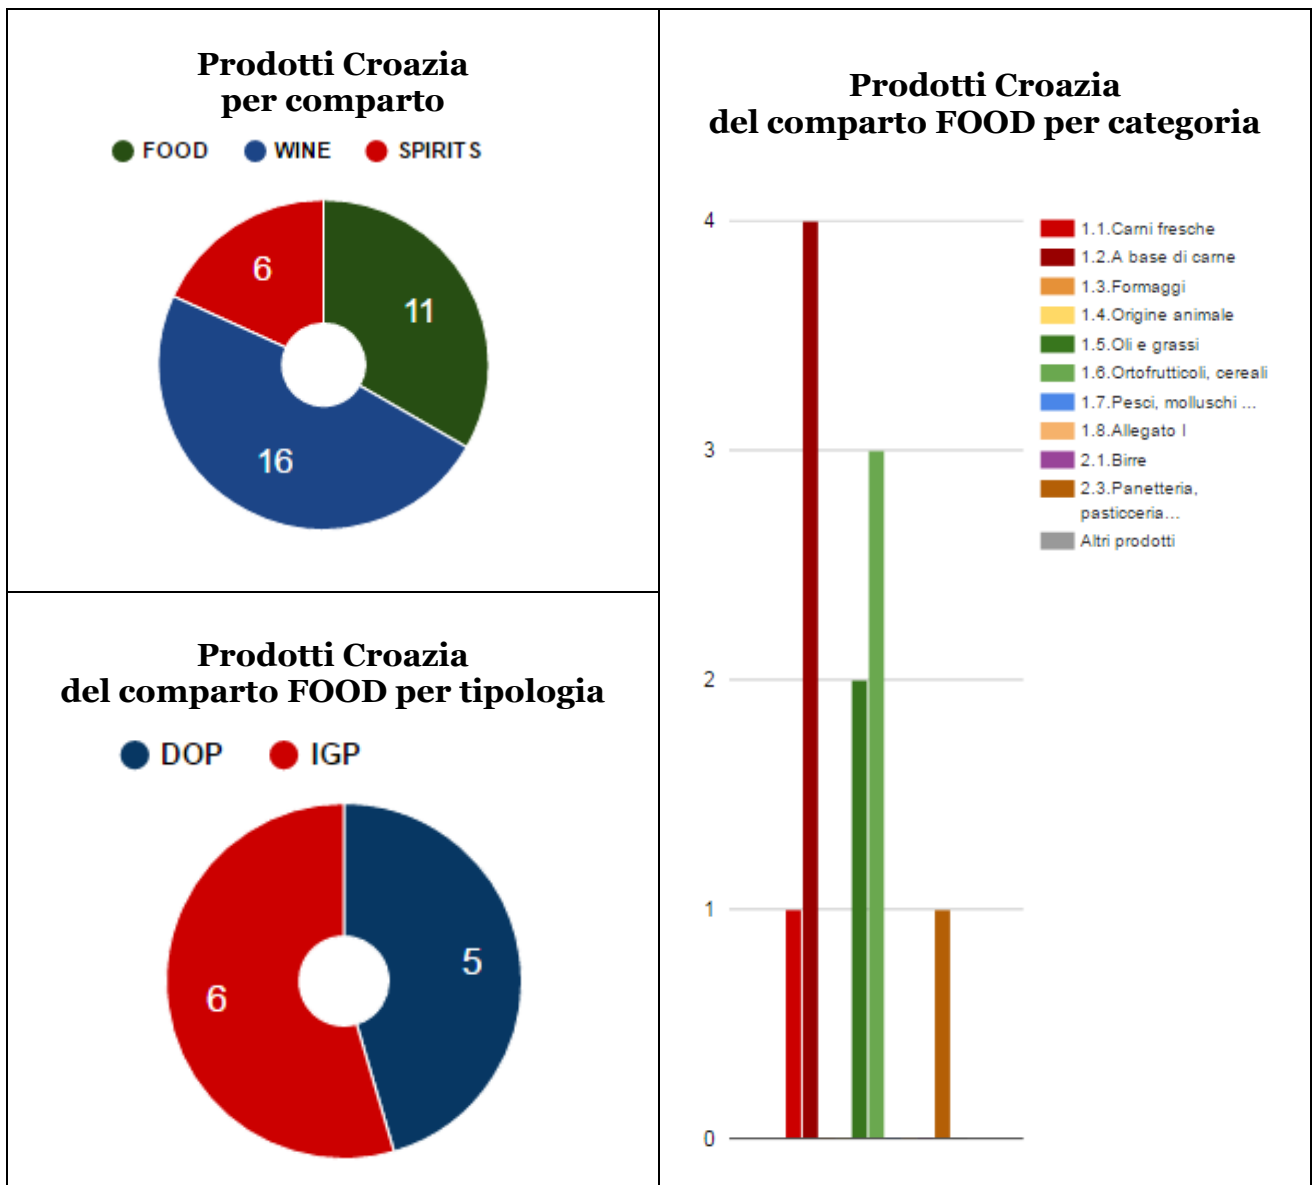 Prodotti Croazia
per comparto
FOOD WINE SPIRITS
6
11
16
Prodotti Croazia
del comparto FOOD per tipologia
DOP IGP
5
6
Prodotti Croazia
del comparto FOOD per categoria
4
3
2
1
0
1.1.Carni fresche
1.2.A base di carne
1.3.Formaggi
1.4.Origine animale
1.5.Oli e grassi
1.6.Ortofrutticoli, cereali
1.7.Pesci, molluschi ...
1.8.Allegato I
2.1.Birre
2.3.Panetteria,
pasticceria...
Altri prodotti